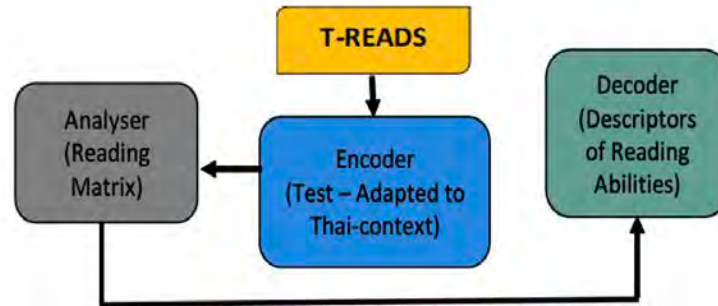 T-READS
Analyser
(Reading
Matrix)
Encoder
(Test – Adapted to
Thai-context)
Decoder
(Descriptors
of Reading
Abilities)